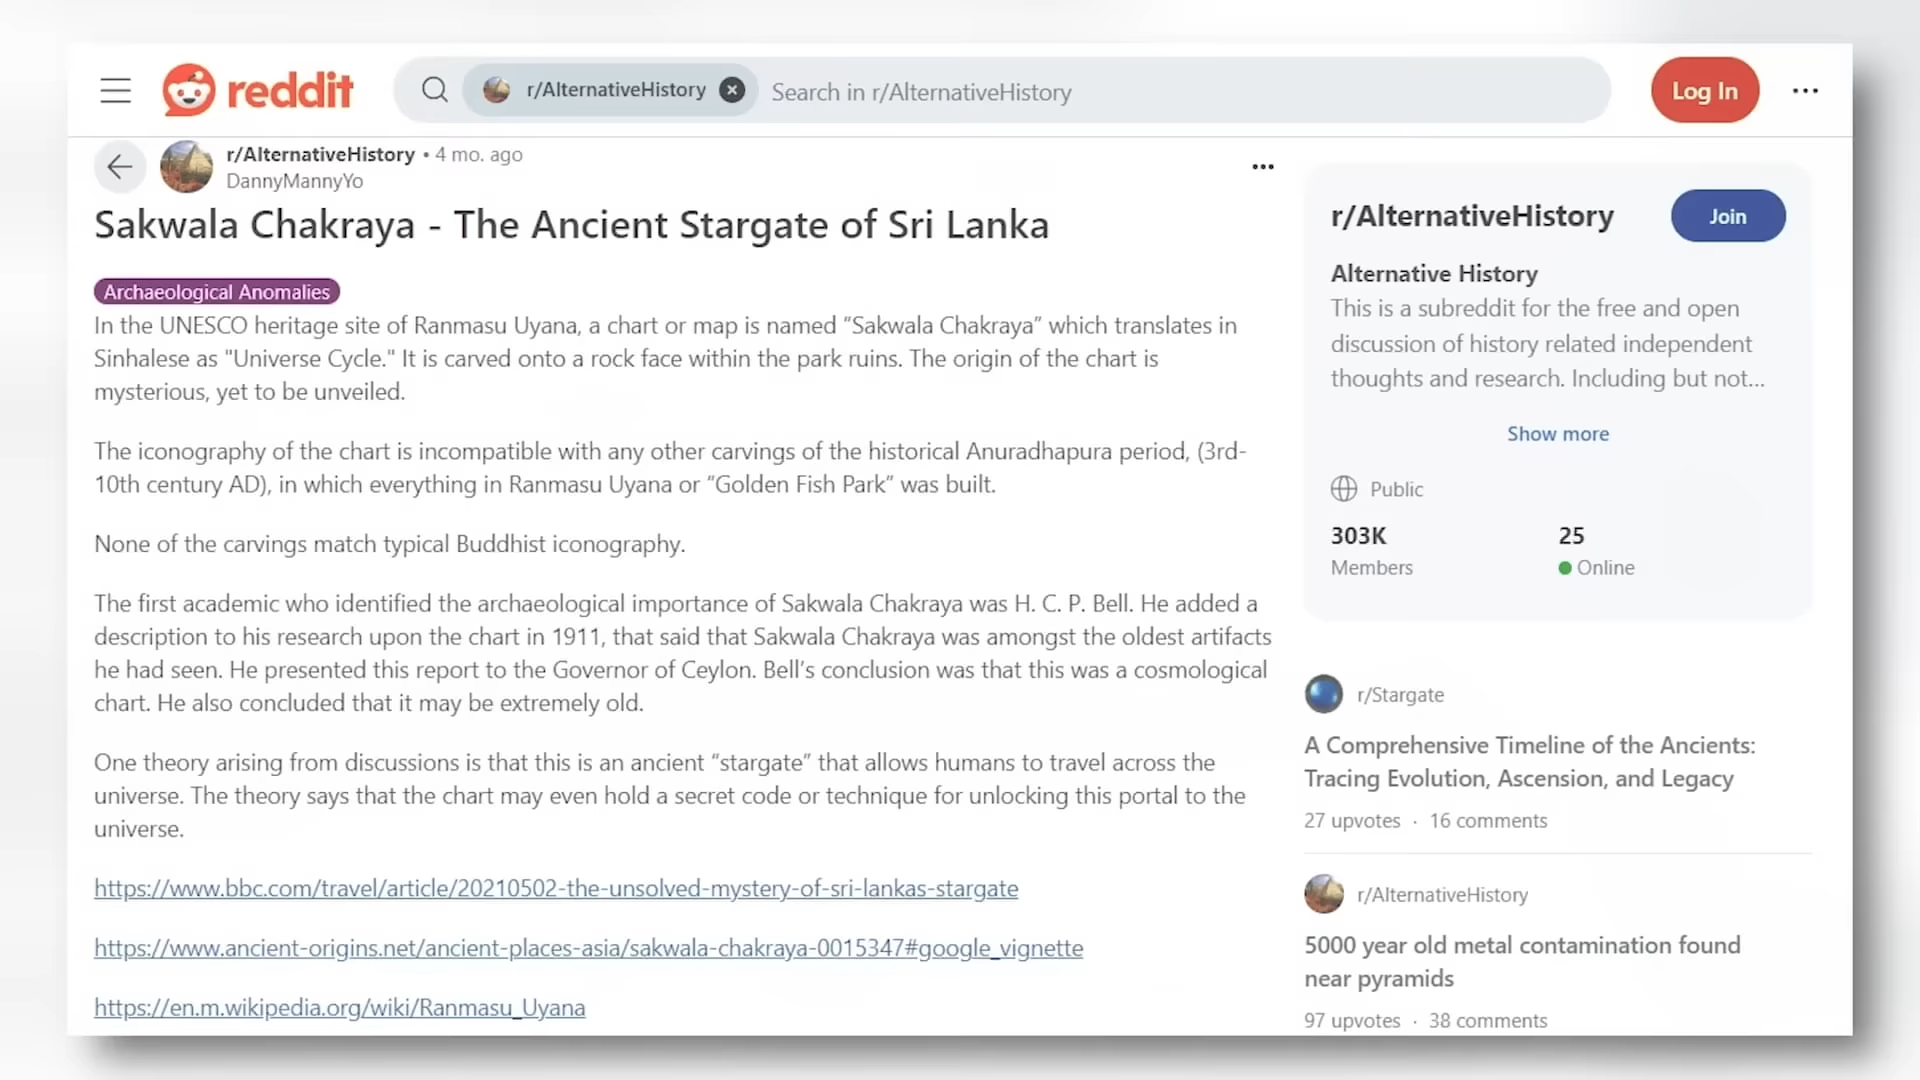 reddit
r/AlternativeHistory
Search in r/AlternativeHistory
Log In
r/AlternativeHistory • 4 mo. ago
DannyMannyYo
Sakwala Chakraya - The Ancient Stargate of Sri Lanka
Archaeological Anomalies
In the UNESCO heritage site of Ranmasu Uyana, a chart or map is named “Sakwala Chakraya” which translates in
Sinhalese as "Universe Cycle." It is carved onto a rock face within the park ruins. The origin of the chart is
mysterious, yet to be unveiled.
The iconography of the chart is incompatible with any other carvings of the historical Anuradhapura period, (3rd-
10th century AD), in which everything in Ranmasu Uyana or “Golden Fish Park” was built.
None of the carvings match typical Buddhist iconography.
The first academic who identified the archaeological importance of Sakwala Chakraya was H. C. P. Bell. He added a
description to his research upon the chart in 1911, that said that Sakwala Chakraya was amongst the oldest artifacts
he had seen. He presented this report to the Governor of Ceylon. Bell’s conclusion was that this was a cosmological
chart. He also concluded that it may be extremely old.
One theory arising from discussions is that this is an ancient “stargate” that allows humans to travel across the
universe. The theory says that the chart may even hold a secret code or technique for unlocking this portal to the
universe.
https://www.bbc.com/travel/article/20210502-the-unsolved-mystery-of-sri-lankas-stargate
https://www.ancient-origins.net/ancient-places-asia/sakwala-chakraya-0015347#google_vignette
https://en.m.wikipedia.org/wiki/Ranmasu_Uyana
r/AlternativeHistory
Join
Alternative History
This is a subreddit for the free and open
discussion of history related independent
thoughts and research. Including but not...
Show more
Public
303K
25
Members
Online
r/Stargate
A Comprehensive Timeline of the Ancients:
Tracing Evolution, Ascension, and Legacy
27 upvotes · 16 comments
r/AlternativeHistory
5000 year old metal contamination found
near pyramids
97 upvotes · 38 comments